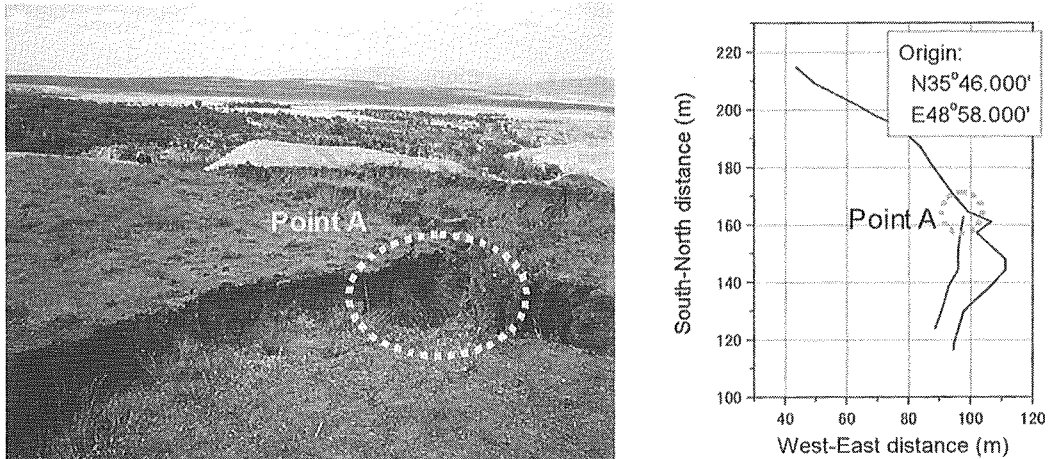 Point A
220
200
180
160
140
120
100
South-North distance (m)
Origin:
N35°46.000'
E48°58.000'
Point A
40
60
80
100
120
West-East distance (m)